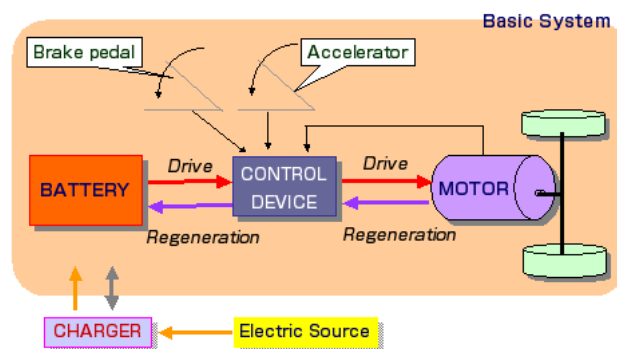 Basic System
Brake pedal
Accelerator
Drive
Drive
BATTERY
CONTROL
DEVICE
MOTOR
Regeneration
Regeneration
CHARGER
Electric Source